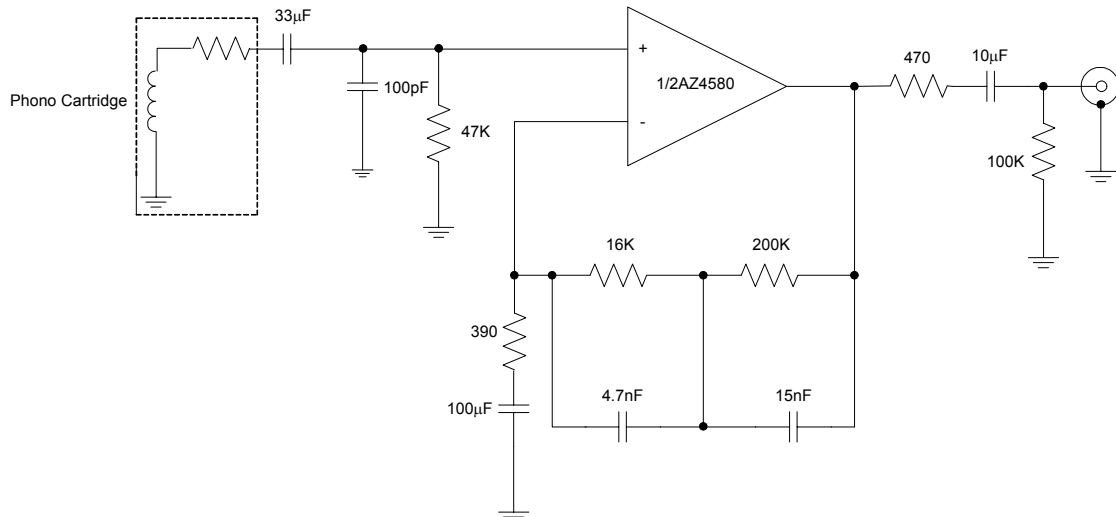 33μF
Phono Cartridge
100pF
47K
+
-
1/2AZ4580
470
10μF
100K
16K
200K
390
100μF
4.7nF
15nF